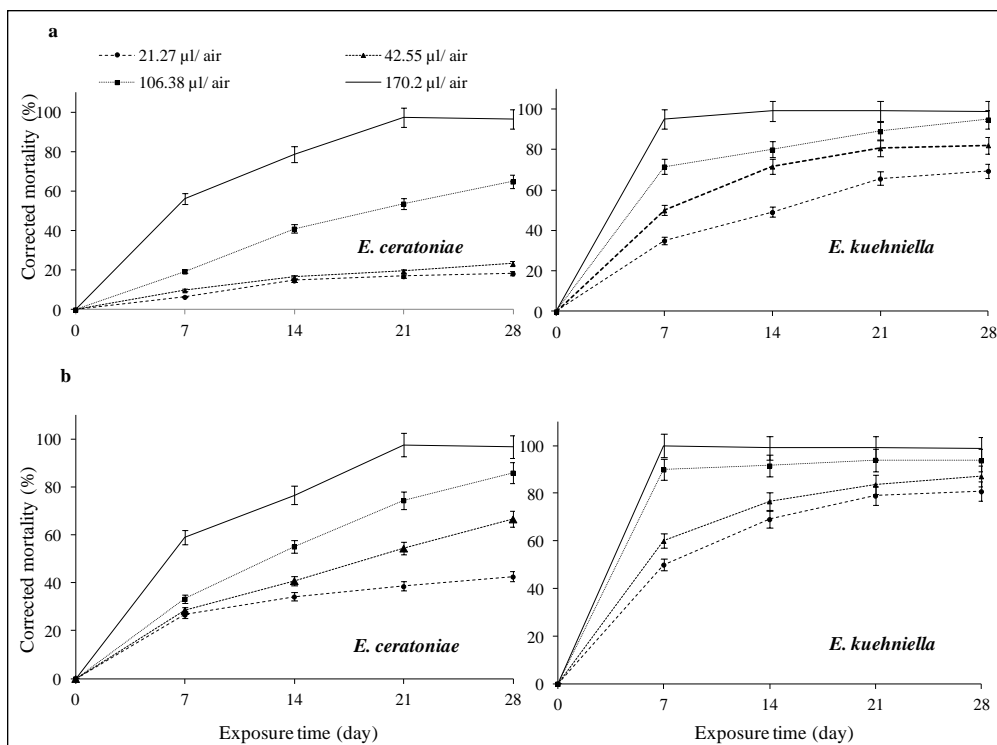 a
21.27 µl/ air
42.55 µl/ air
106.38 µl/ air
170.2 µl/ air
Corrected mortality (%)
100
80
60
40
20
0
0 7 14 21 28
E. ceratoniae
100
80
60
40
20
0
0 7 14 21 28
E. kuehniella
b
Corrected mortality (%)
100
80
60
40
20
0
0 7 14 21 28
E. ceratoniae
Exposure time (day)
100
80
60
40
20
0
0 7 14 21 28
E. kuehniella
Exposure time (day)